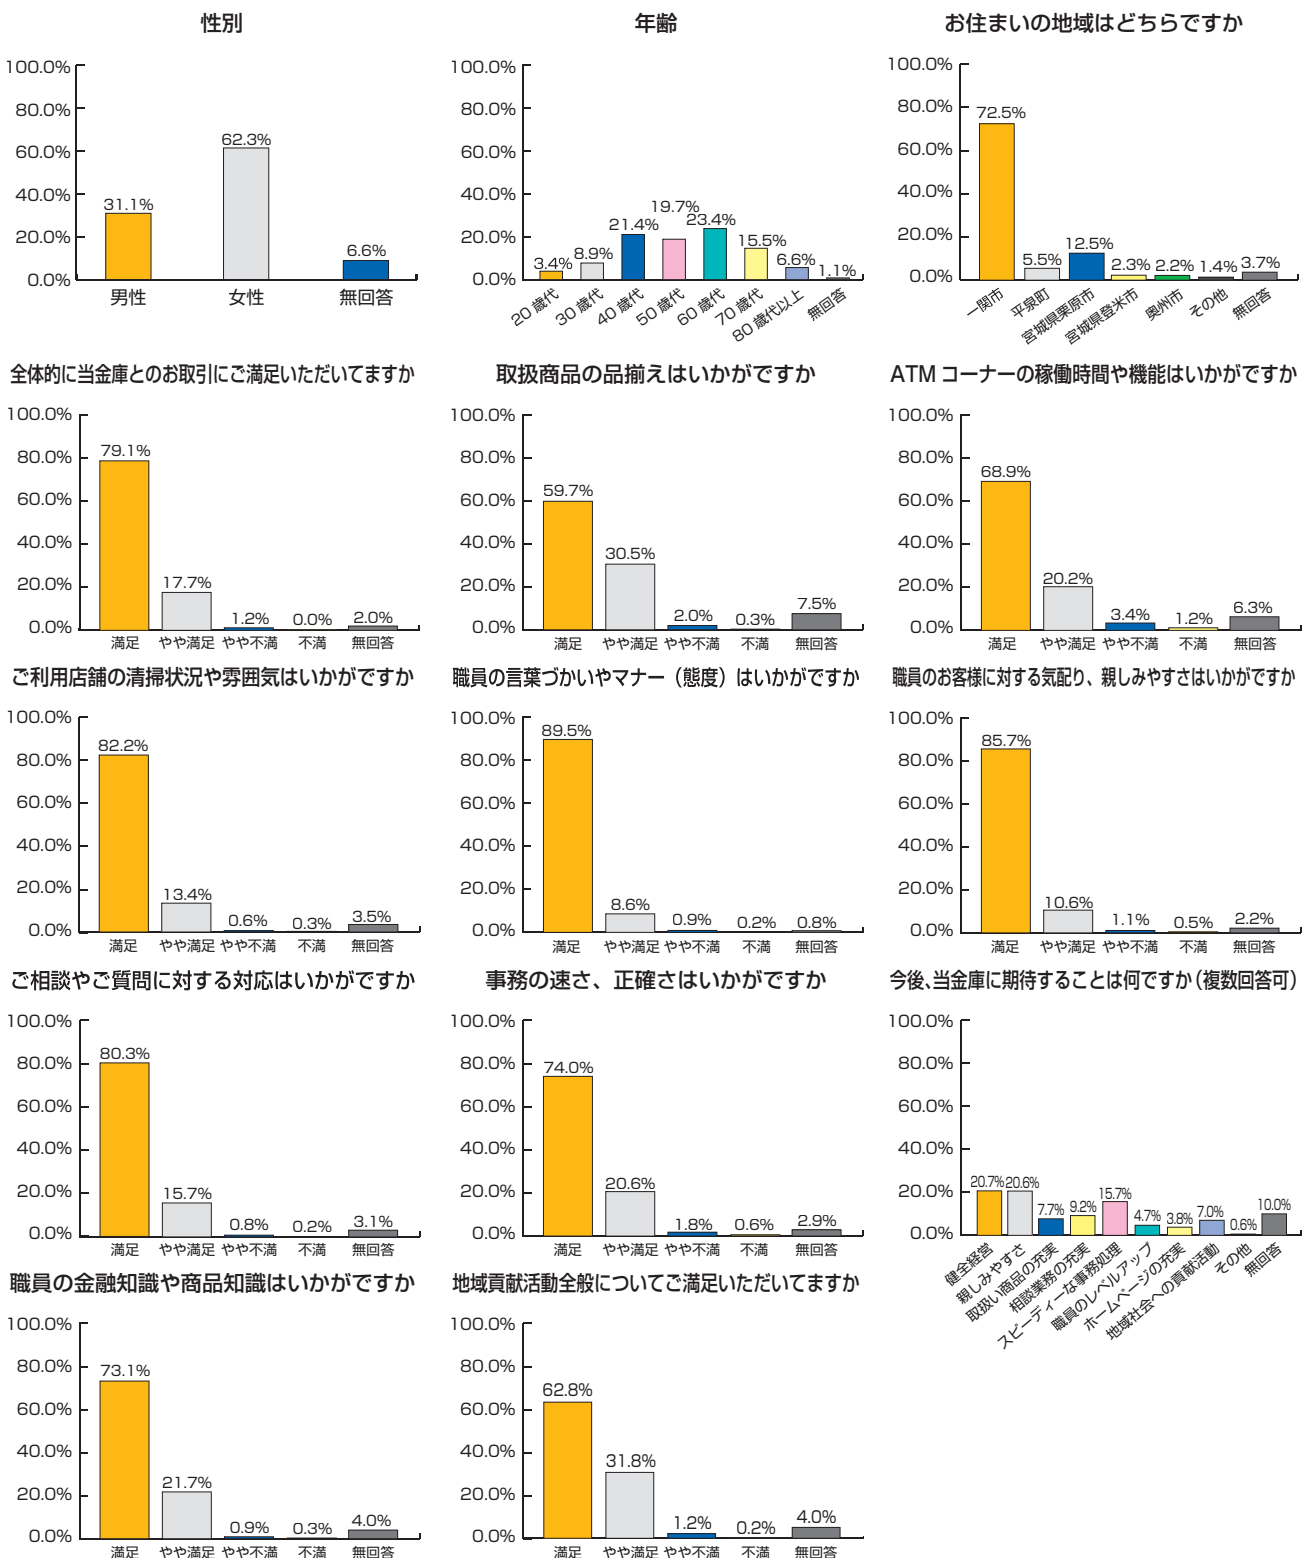 性別
100.0%
80.0%
60.0%
40.0%
20.0%
0.0%
31.1%
62.3%
6.6%
男性
女性
無回答
年齢
100.0%
80.0%
60.0%
40.0%
20.0%
0.0%
3.4%
8.9%
21.4%
19.7%
23.4%
15.5%
6.6%
1.1%
20歳代
30歳代
40歳代
50歳代
60歳代
70歳代
80歳代以上
無回答
お住まいの地域はどちらですか
100.0%
80.0%
60.0%
40.0%
20.0%
0.0%
72.5%
5.5%
12.5%
2.3%
2.2%
1.4%
3.7%
一関市
平泉町
宮城県栗原市
宮城県登米市
奥州市
その他
無回答
全体的に当金庫とのお取引にご満足いただいてますか
100.0%
80.0%
60.0%
40.0%
20.0%
0.0%
79.1%
17.7%
1.2%
0.0%
2.0%
満足
やや満足
やや不満
不満
無回答
取扱商品の品揃えはいかがですか
100.0%
80.0%
60.0%
40.0%
20.0%
0.0%
59.7%
30.5%
2.0%
0.3%
7.5%
満足
やや満足
やや不満
不満
無回答
ATMコーナーの稼働時間や機能はいかがですか
100.0%
80.0%
60.0%
40.0%
20.0%
0.0%
68.9%
20.2%
3.4%
1.2%
6.3%
満足
やや満足
やや不満
不満
無回答
ご利用店舗の清掃状況や雰囲気はいかがですか
100.0%
80.0%
60.0%
40.0%
20.0%
0.0%
82.2%
13.4%
0.6%
0.3%
3.5%
満足
やや満足
やや不満
不満
無回答
職員の言葉づかいやマナー（態度）はいかがですか
100.0%
80.0%
60.0%
40.0%
20.0%
0.0%
89.5%
8.6%
0.9%
0.2%
0.8%
満足
やや満足
やや不満
不満
無回答
職員のお客様に対する気配り、親しみやすさはいかがですか
100.0%
80.0%
60.0%
40.0%
20.0%
0.0%
85.7%
10.6%
1.1%
0.5%
2.2%
満足
やや満足
やや不満
不満
無回答
ご相談やご質問に対する対応はいかがですか
100.0%
80.0%
60.0%
40.0%
20.0%
0.0%
80.3%
15.7%
0.8%
0.2%
3.1%
満足
やや満足
やや不満
不満
無回答
事務の速さ、正確さはいかがですか
100.0%
80.0%
60.0%
40.0%
20.0%
0.0%
74.0%
20.6%
1.8%
0.6%
2.9%
満足
やや満足
やや不満
不満
無回答
今後、当金庫に期待することは何ですか（複数回答可）
100.0%
80.0%
60.0%
40.0%
20.0%
0.0%
20.7%
20.6%
7.7%
9.2%
15.7%
4.7%
3.8%
7.0%
0.6%
10.0%
健全経営
親しみやすさ
取扱い商品の充実
相談業務の充実
スピーディーな事務処理
職員のレベルアップ
ホームページの充実
地域社会への貢献活動
その他
無回答
職員の金融知識や商品知識はいかがですか
100.0%
80.0%
60.0%
40.0%
20.0%
0.0%
73.1%
21.7%
0.9%
0.3%
4.0%
満足
やや満足
やや不満
不満
無回答
地域貢献活動全般についてご満足いただいてますか
100.0%
80.0%
60.0%
40.0%
20.0%
0.0%
62.8%
31.8%
1.2%
0.2%
4.0%
満足
やや満足
やや不満
不満
無回答